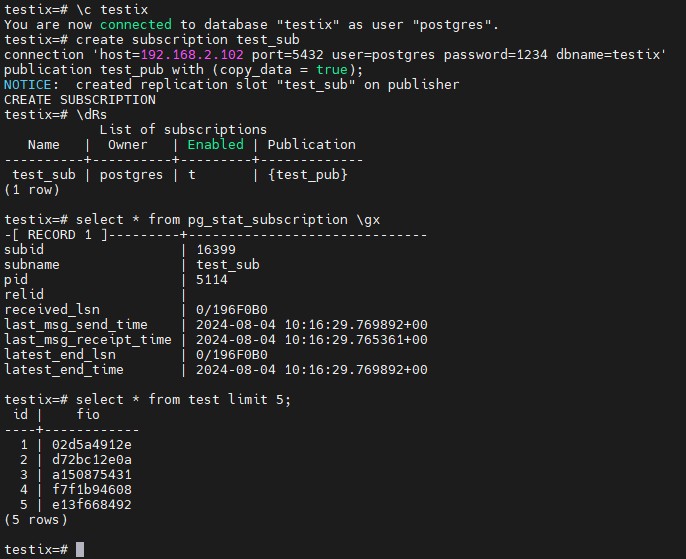 testix=# \c testix
You are now connected to database "testix" as user "postgres".
testix=# create subscription test_sub
connection 'host=192.168.2.102 port=5432 user=postgres password=1234 dbname=testix'
publication test_pub with (copy_data = true);
NOTICE:  created replication slot "test_sub" on publisher
CREATE SUBSCRIPTION
testix=# \dRs
            List of subscriptions
   Name   |  Owner   | Enabled | Publication
----------+----------+---------+-------------
 test_sub | postgres | t       | {test_pub}
(1 row)

testix=# select * from pg_stat_subscription \gx
-[ RECORD 1 ]---------+------------------------------
subid                 | 16399
subname               | test_sub
pid                   | 5114
relid                 |
received_lsn          | 0/196F0B0
last_msg_send_time    | 2024-08-04 10:16:29.769892+00
last_msg_receipt_time | 2024-08-04 10:16:29.765361+00
latest_end_lsn        | 0/196F0B0
latest_end_time       | 2024-08-04 10:16:29.769892+00

testix=# select * from test limit 5;
 id |    fio
----+------------
  1 | 02d5a4912e
  2 | d72bc12e0a
  3 | a150875431
  4 | f7f1b94608
  5 | e13f668492
(5 rows)

testix=#